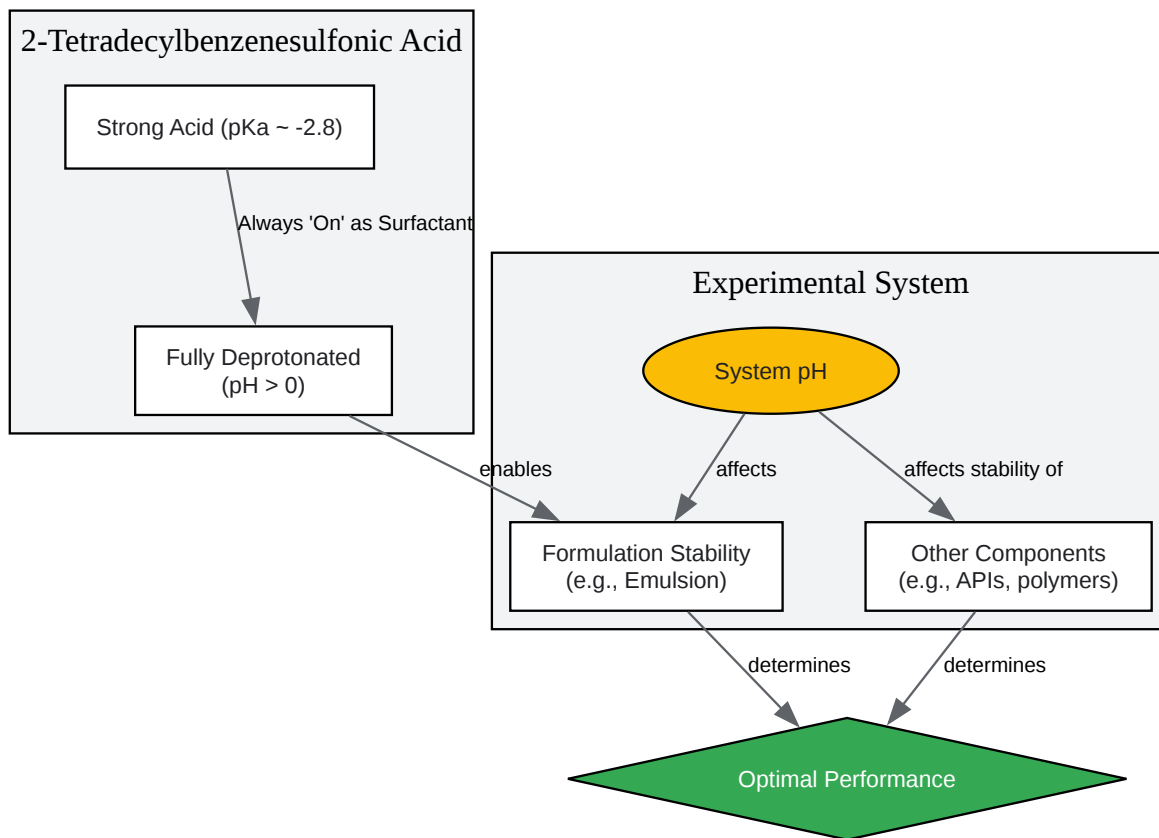 2-Tetradecylbenzenesulfonic Acid
Strong Acid (pKa ~ -2.8)
Always 'On' as Surfactant
Fully Deprotonated
(pH > 0)
Experimental System
System pH
enables
affects
affects stability of
Formulation Stability
(e.g., Emulsion)
Other Components
(e.g., APIs, polymers)
determines
determines
Optimal Performance